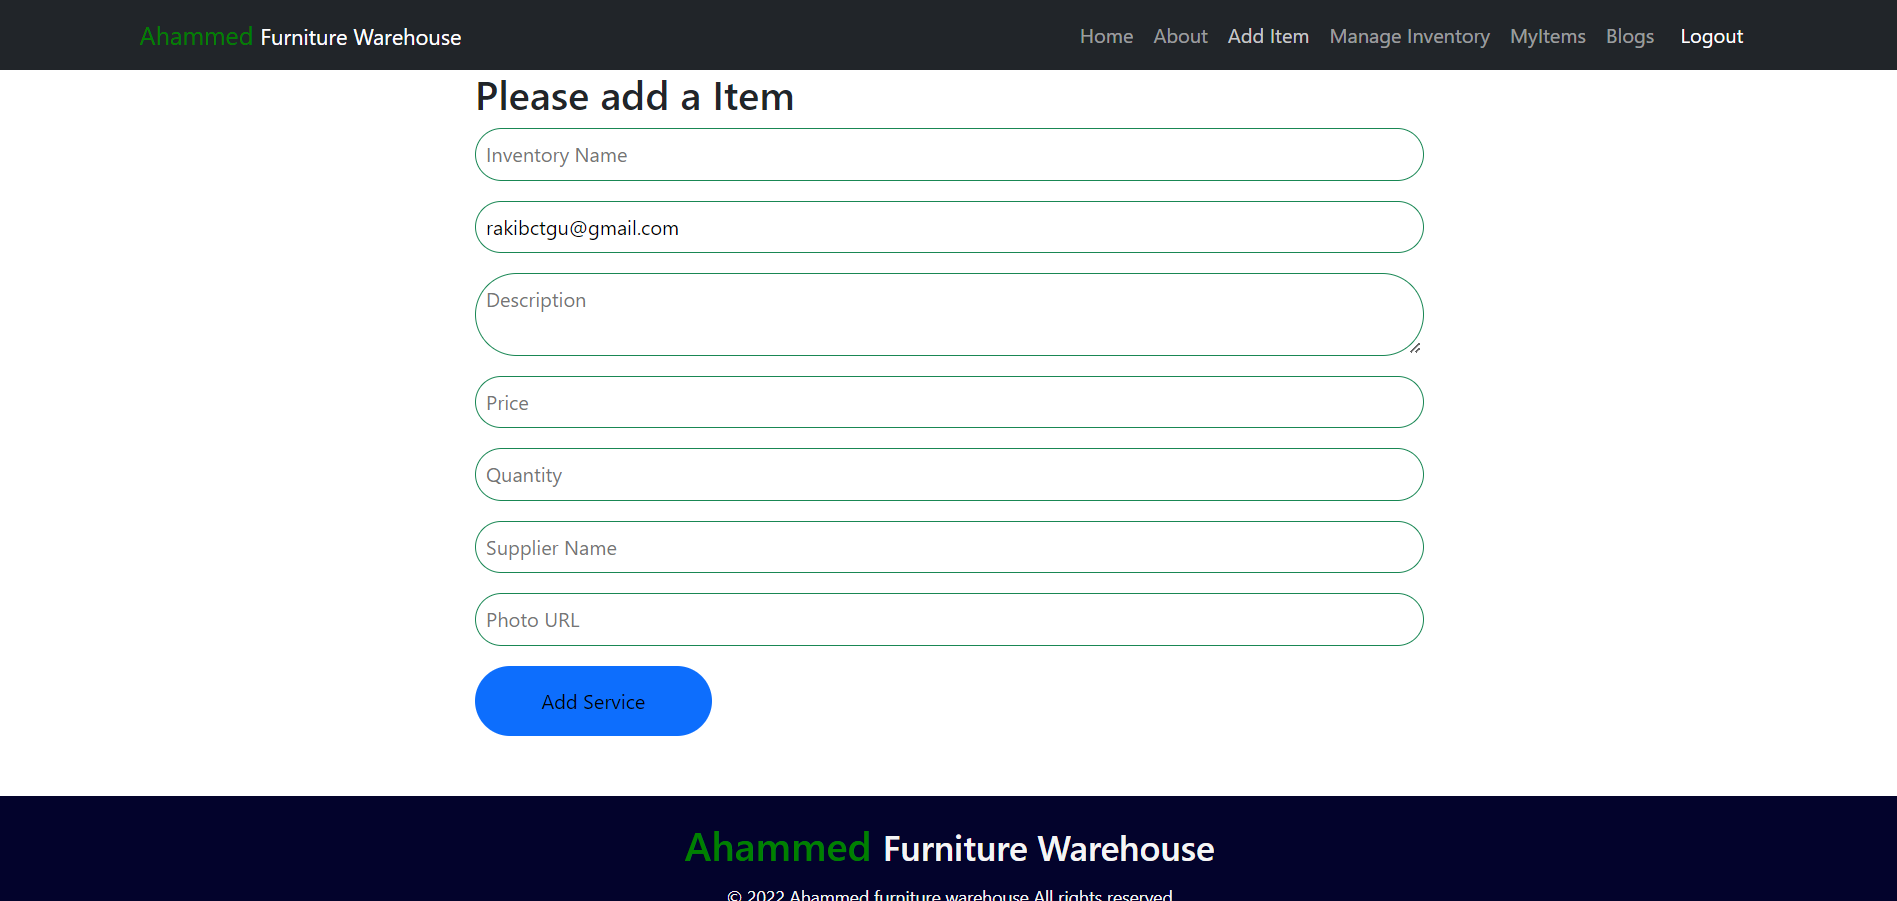 Ahammed Furniture Warehouse
Home About Add Item Manage Inventory MyItems Blogs Logout
Please add a Item
Inventory Name
rakibctgu@gmail.com
Description
Price
Quantity
Supplier Name
Photo URL
Add Service
Ahammed Furniture Warehouse
© 2022 Ahammed furniture warehouse All rights reserved